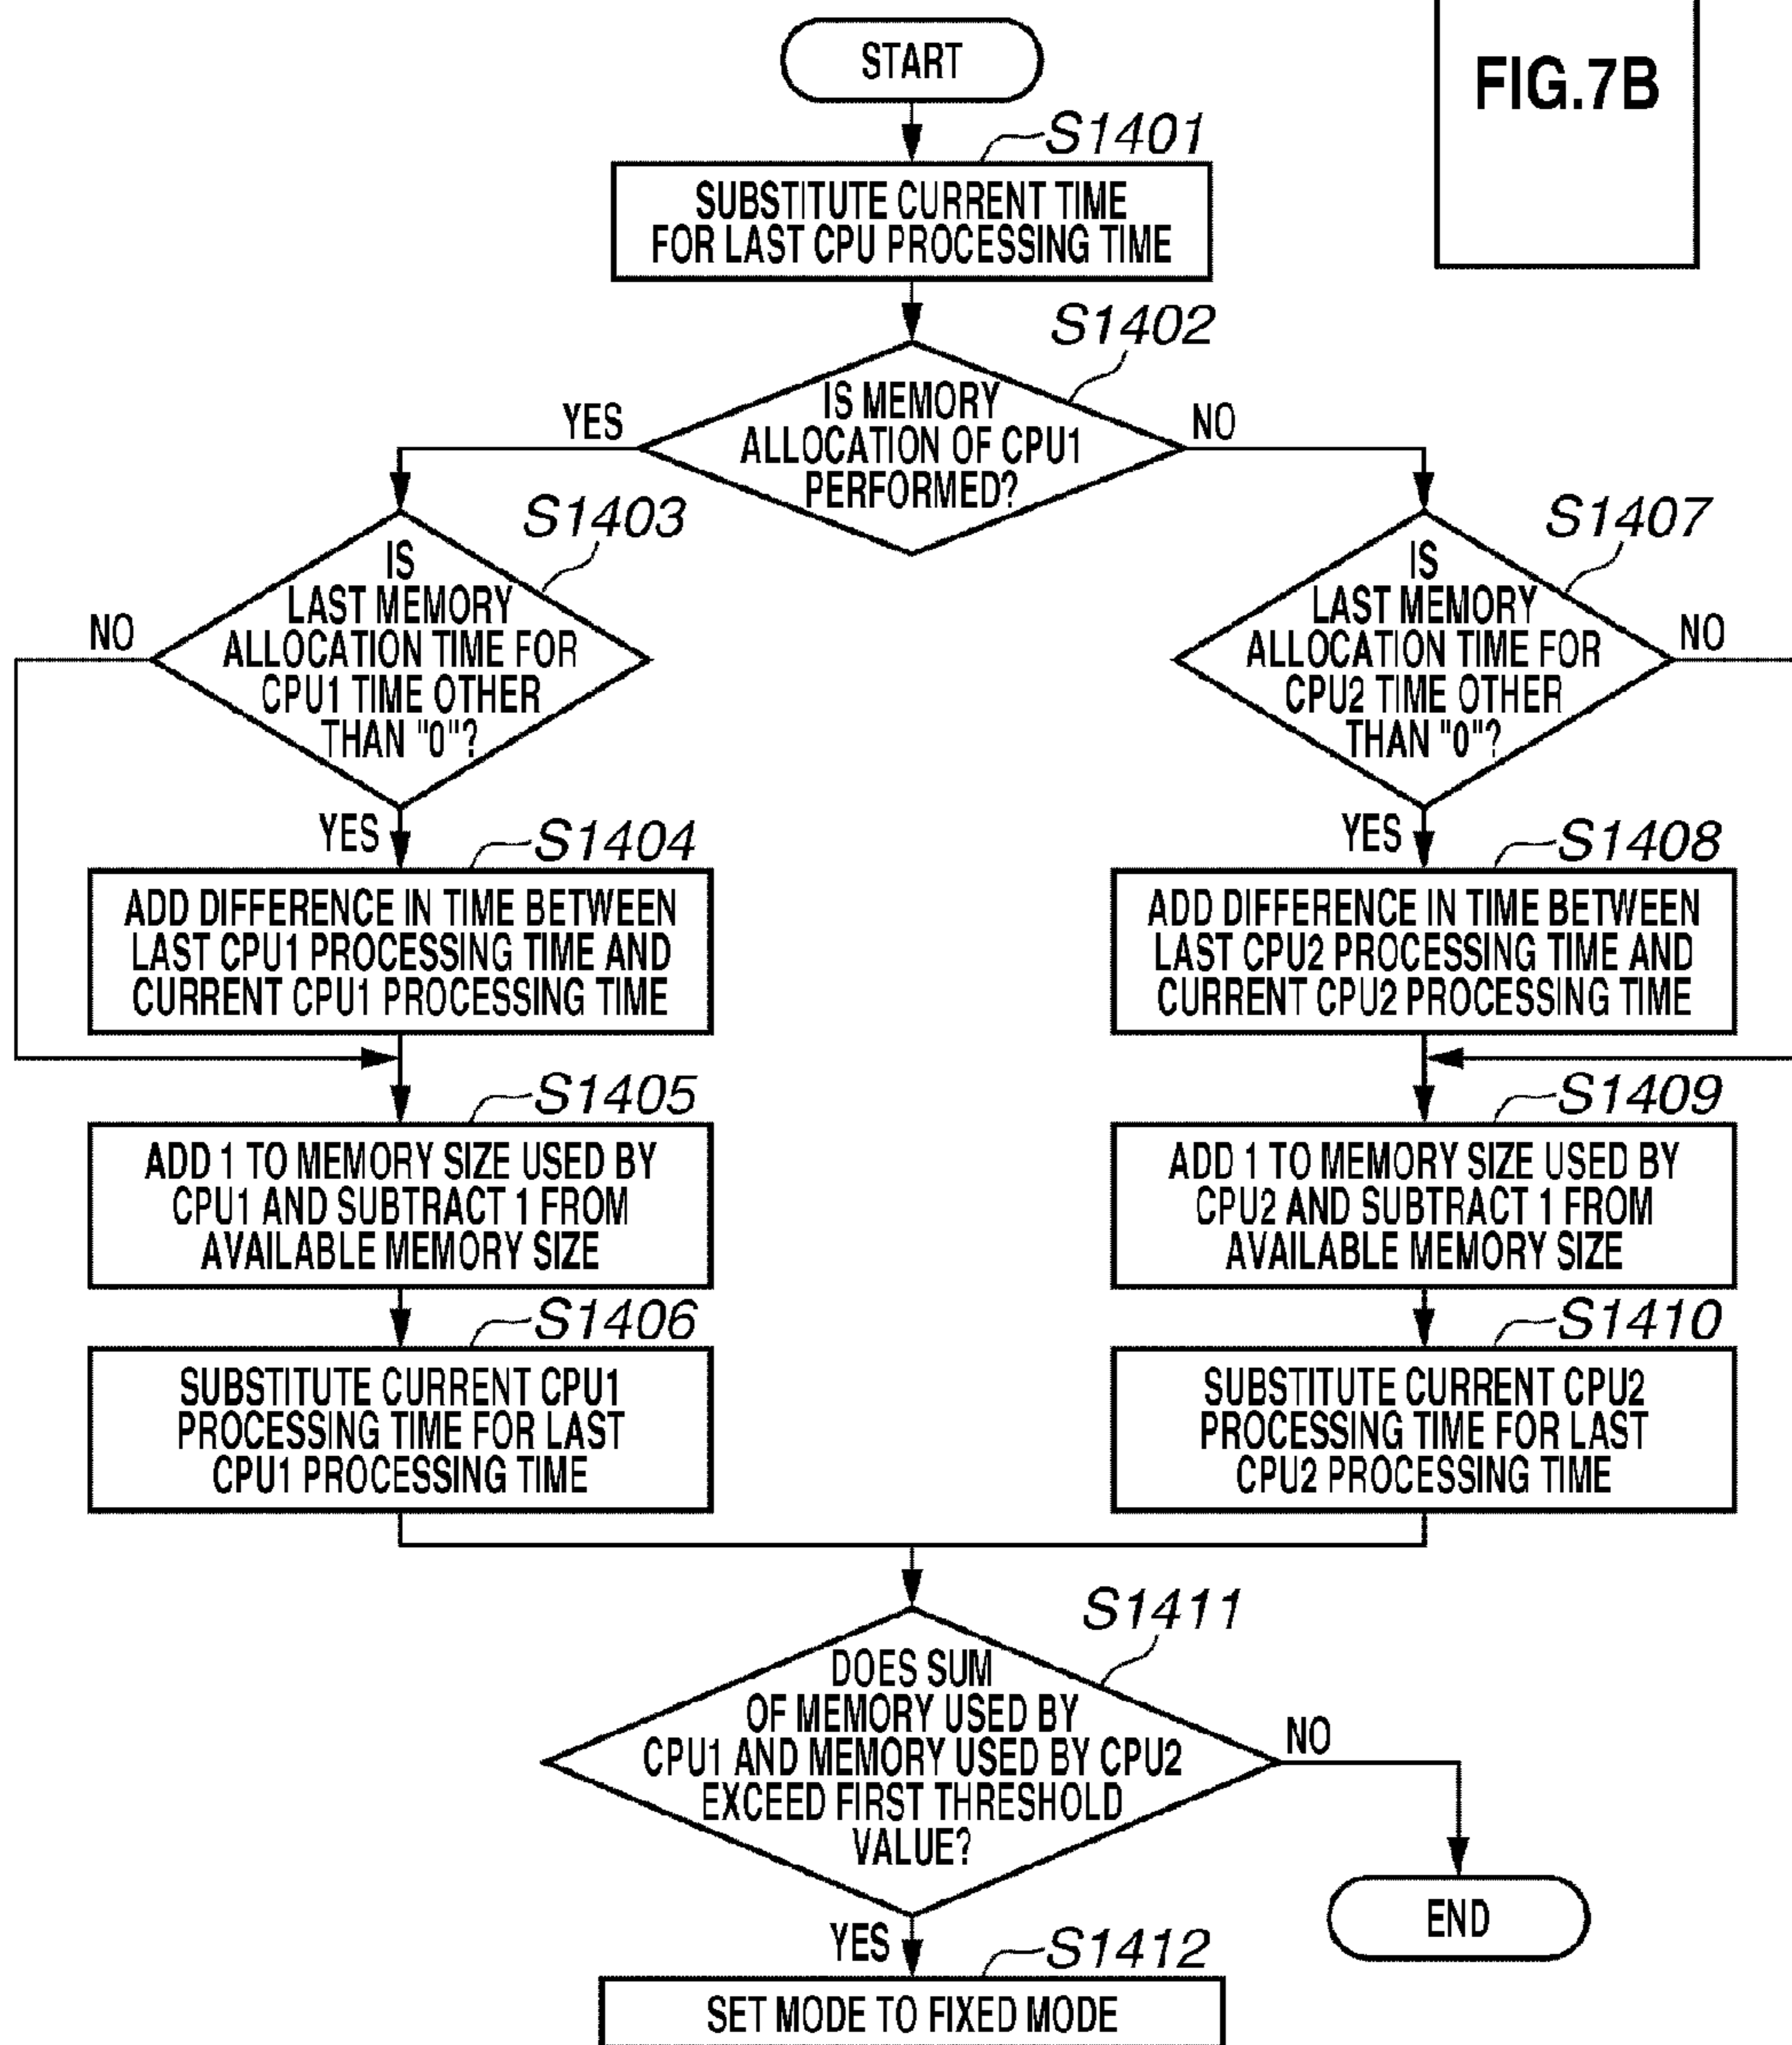 START
FIG.7B
S1401
SUBSTITUTE CURRENT TIME
FOR LAST CPU PROCESSING TIME
S1402
IS MEMORY
ALLOCATION OF CPU1
PERFORMED?
YES
NO
S1403
IS
LAST MEMORY
ALLOCATION TIME FOR
CPU1 TIME OTHER
THAN "0"?
NO
YES
S1407
IS
LAST MEMORY
ALLOCATION TIME FOR
CPU2 TIME OTHER
THAN "0"?
NO
YES
S1404
ADD DIFFERENCE IN TIME BETWEEN
LAST CPU1 PROCESSING TIME AND
CURRENT CPU1 PROCESSING TIME
S1408
ADD DIFFERENCE IN TIME BETWEEN
LAST CPU2 PROCESSING TIME AND
CURRENT CPU2 PROCESSING TIME
S1405
ADD 1 TO MEMORY SIZE USED BY
CPU1 AND SUBTRACT 1 FROM
AVAILABLE MEMORY SIZE
S1409
ADD 1 TO MEMORY SIZE USED BY
CPU2 AND SUBTRACT 1 FROM
AVAILABLE MEMORY SIZE
S1406
SUBSTITUTE CURRENT CPU1
PROCESSING TIME FOR LAST
CPU1 PROCESSING TIME
S1410
SUBSTITUTE CURRENT CPU2
PROCESSING TIME FOR LAST
CPU2 PROCESSING TIME
S1411
DOES SUM
OF MEMORY USED BY
CPU1 AND MEMORY USED BY CPU2
EXCEED FIRST THRESHOLD
VALUE?
NO
END
YES
S1412
SET MODE TO FIXED MODE